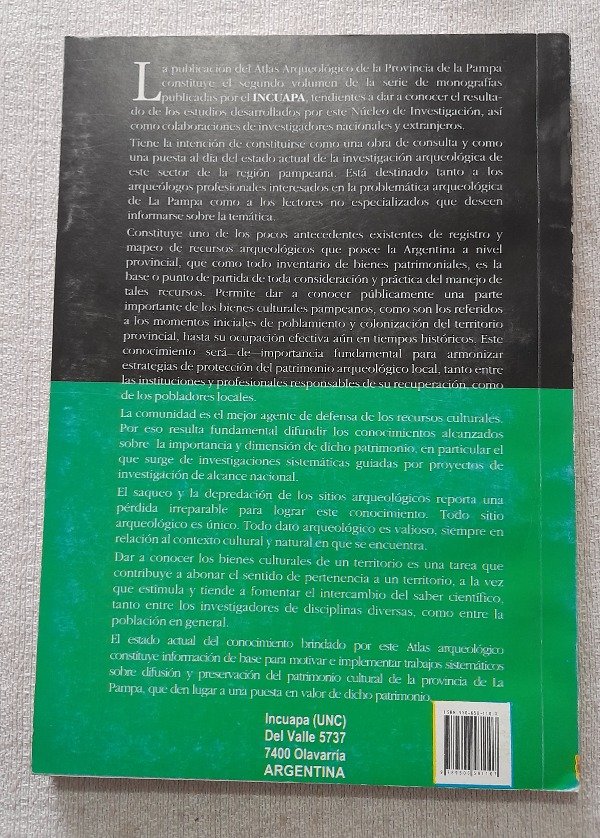 La publicación del Atlas Arqueológico de la Provincia de la Pampa
constituye el segundo volumen de la serie de monografías
publicadas por el INCUAPA, tendientes a dar a conocer el resulta-
do de los estudios desarrollados por este Núcleo de Investigación, así
como colaboraciones de investigadores nacionales y extranjeros.
Tiene la intención de constituirse como una obra de consulta y como
una puesta al día del estado actual de la investigación arqueológica de
este sector de la región pampeana. Está destinado tanto a los
arqueólogos profesionales interesados en la problemática arqueológica
de La Pampa como a los lectores no especializados que deseen
informarse sobre la temática.
Constituye uno de los pocos antecedentes existentes de registro y
mapeo de recursos arqueológicos que posee la Argentina a nivel
provincial, que como todo inventario de bienes patrimoniales, es la
base o punto de partida de toda consideración y práctica del manejo de
tales recursos. Permite dar a conocer públicamente una parte
importante de los bienes culturales pampeanos, como son los referidos
a los momentos iniciales de poblamiento y colonización del territorio
provincial, hasta su ocupación efectiva aún en tiempos históricos. Este
conocimiento será de importancia fundamental para armonizar
estrategias de protección del patrimonio arqueológico local, tanto entre
las instituciones y profesionales responsables de su recuperación, como
de los pobladores locales.
La comunidad es el mejor agente de defensa de los recursos culturales.
Por eso resulta fundamental difundir los conocimientos alcanzados
sobre la importancia y dimensión de dicho patrimonio, en particular el
que surge de investigaciones sistemáticas guiadas por proyectos de
investigación de alcance nacional.
El saqueo y la depredación de los sitios arqueológicos reporta una
pérdida irreparable para lograr este conocimiento. Todo sitio
arqueológico es único. Todo dato arqueológico es valioso, siempre en
relación al contexto cultural y natural en que se encuentra.
Dar a conocer los bienes culturales de un territorio es una tarea que
contribuye a abonar el sentido de pertenencia a un territorio, a la vez
que estimula y tiende a fomentar el intercambio del saber científico,
tanto entre los investigadores de disciplinas diversas, como entre la
población en general.
El estado actual del conocimiento brindado por este Atlas arqueológico
constituye información de base para motivar e implementar trabajos sistemáticos
sobre difusión y preservación del patrimonio cultural de la provincia de La
Pampa, que den lugar a una puesta en valor de dicho patrimonio.
Incuapa (UNC)
Del Valle 5737
7400 Olavarría
ARGENTINA